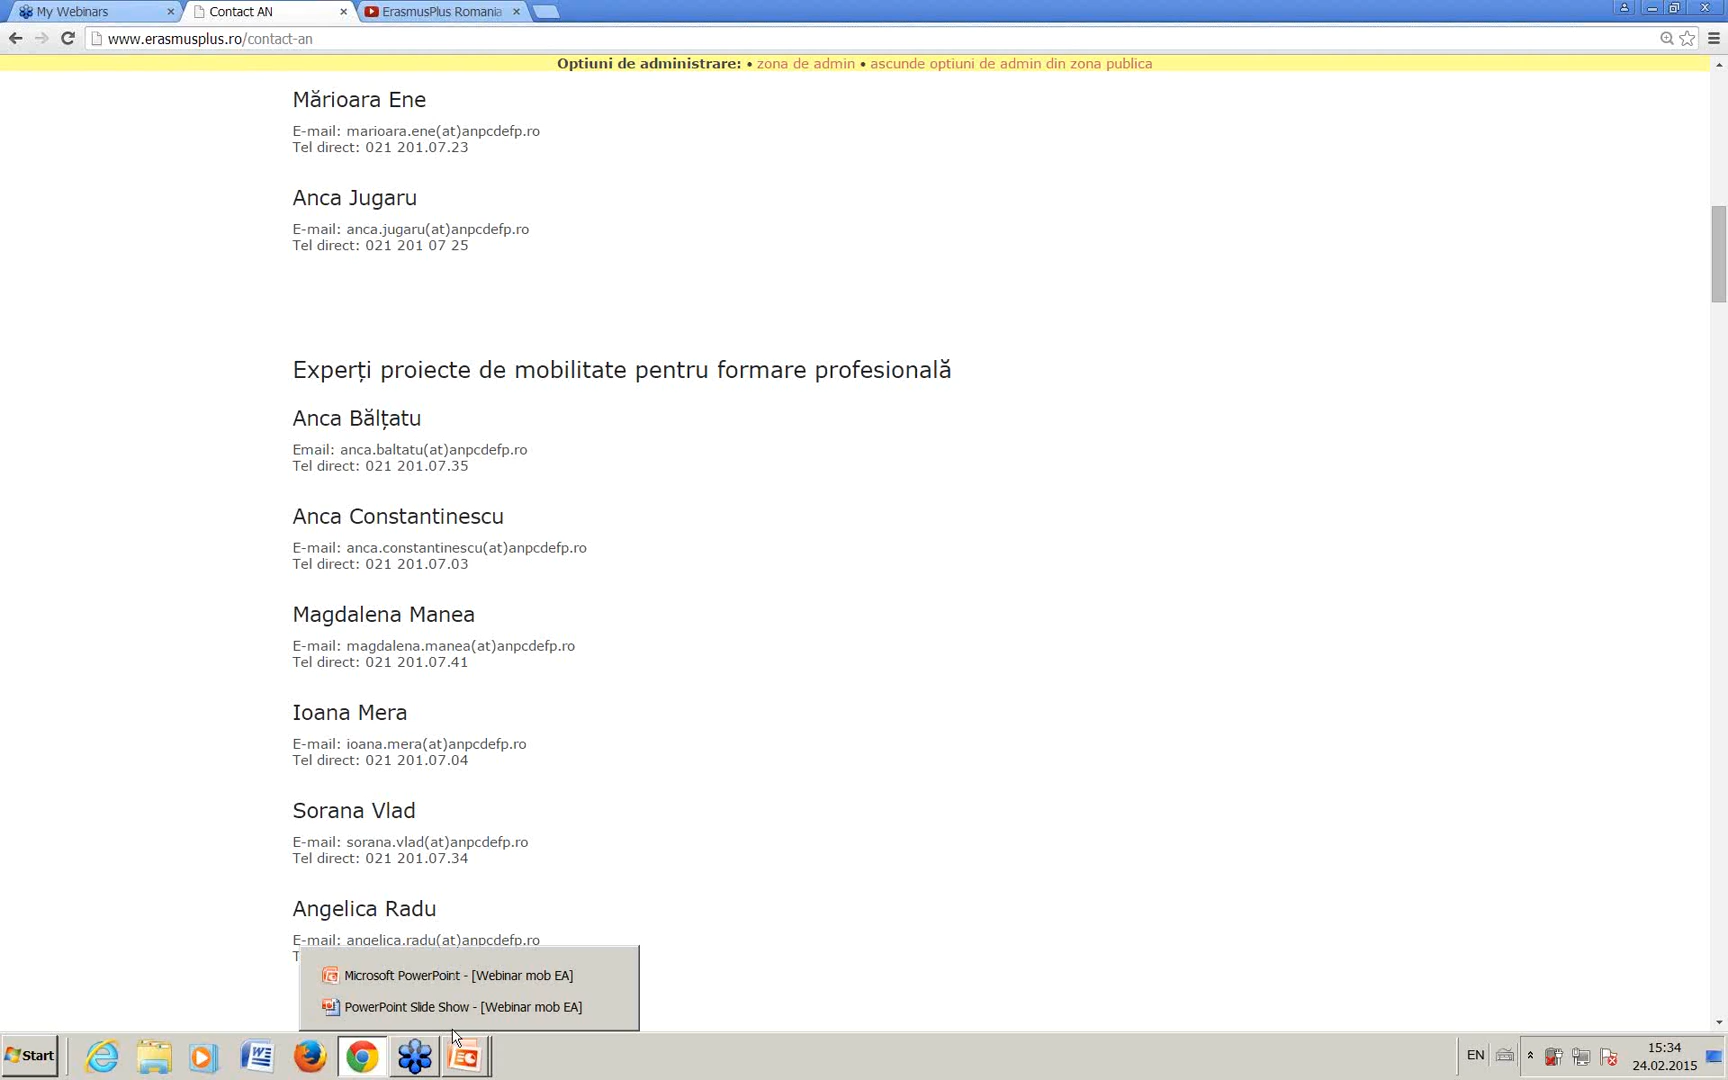 My Webinars
Contact AN
ErasmusPlus Romania
www.erasmusplus.ro/contact-an
Optiuni de administrare: • zona de admin • ascunde optiuni de admin din zona publica
Mărioara Ene
E-mail: marioara.ene(at)anpcdefp.ro
Tel direct: 021 201.07.23
Anca Jugaru
E-mail: anca.jugaru(at)anpcdefp.ro
Tel direct: 021 201 07 25
Experți proiecte de mobilitate pentru formare profesională
Anca Bălțatu
Email: anca.baltatu(at)anpcdefp.ro
Tel direct: 021 201.07.35
Anca Constantinescu
E-mail: anca.constantinescu(at)anpcdefp.ro
Tel direct: 021 201.07.03
Magdalena Manea
E-mail: magdalena.manea(at)anpcdefp.ro
Tel direct: 021 201.07.41
Ioana Mera
E-mail: ioana.mera(at)anpcdefp.ro
Tel direct: 021 201.07.04
Sorana Vlad
E-mail: sorana.vlad(at)anpcdefp.ro
Tel direct: 021 201.07.34
Angelica Radu
E-mail: angelica.radu(at)anpcdefp.ro
Microsoft PowerPoint - [Webinar mob EA]
PowerPoint Slide Show - [Webinar mob EA]
Start
EN
15:34
24.02.2015